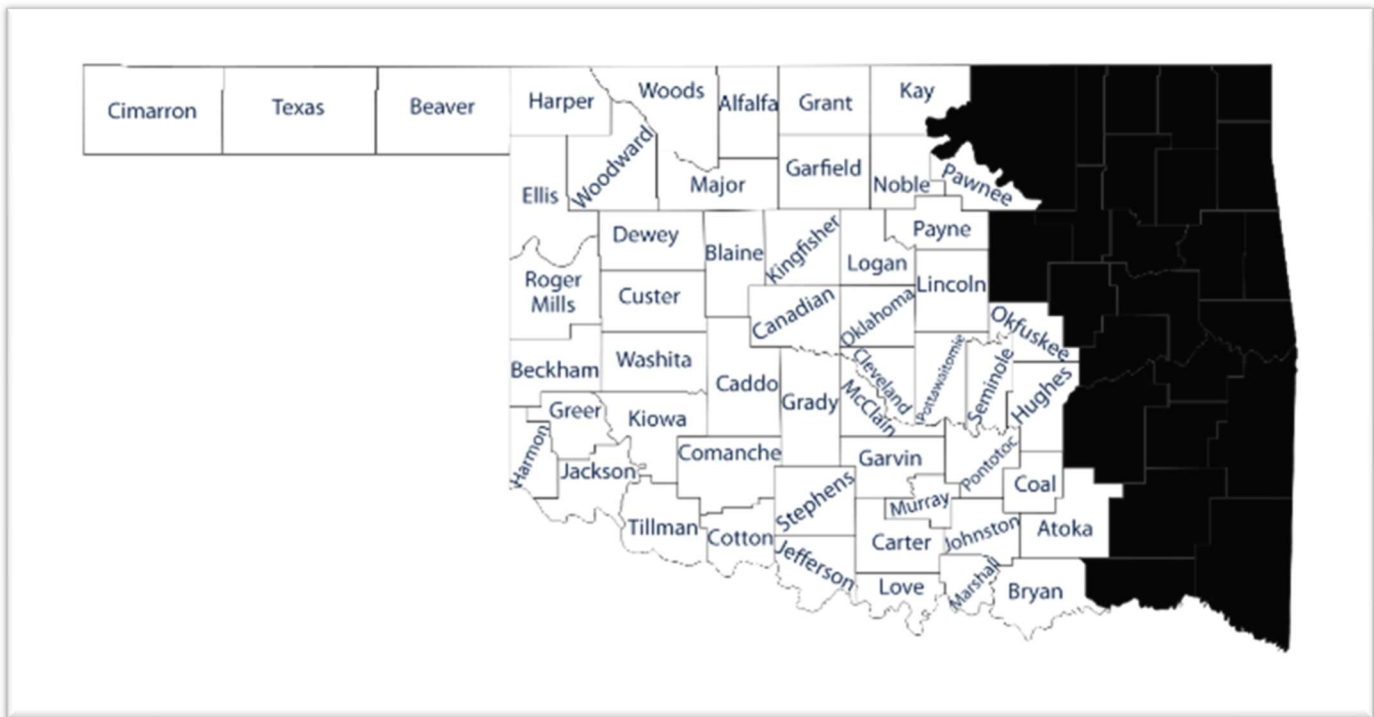 Cimarron
Texas
Beaver
Harper
Woods
Alfalfa
Grant
Kay
Ellis
Woodward
Major
Garfield
Noble
Pawnee
Dewey
Blaine
Kingfisher
Logan
Payne
Roger
Mills
Custer
Canadian
Oklahoma
Lincoln
Okfuskee
Beckham
Washita
Caddo
Grady
Cleveland
McClain
Pottawaitomie
Seminole
Hughes
Greer
Kiowa
Harmon
Jackson
Comanche
Garvin
Pontotoc
Coal
Tillman
Cotton
Stephens
Murray
Carter
Johnston
Atoka
Jefferson
Love
Marshall
Bryan